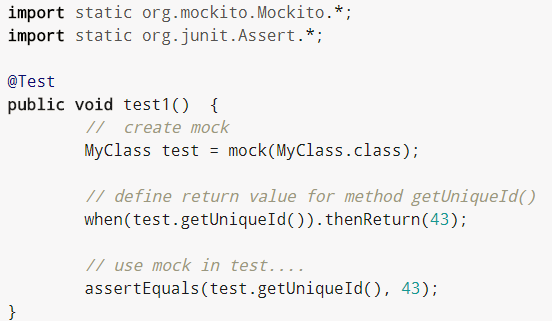 import static org.mockito.Mockito.*;
import static org.junit.Assert.*;
@Test
public void test1()  {
        //  create mock
        MyClass test = mock(MyClass.class);
        // define return value for method getUniqueId()
        when(test.getUniqueId()).thenReturn(43);
        // use mock in test....
        assertEquals(test.getUniqueId(), 43);
}